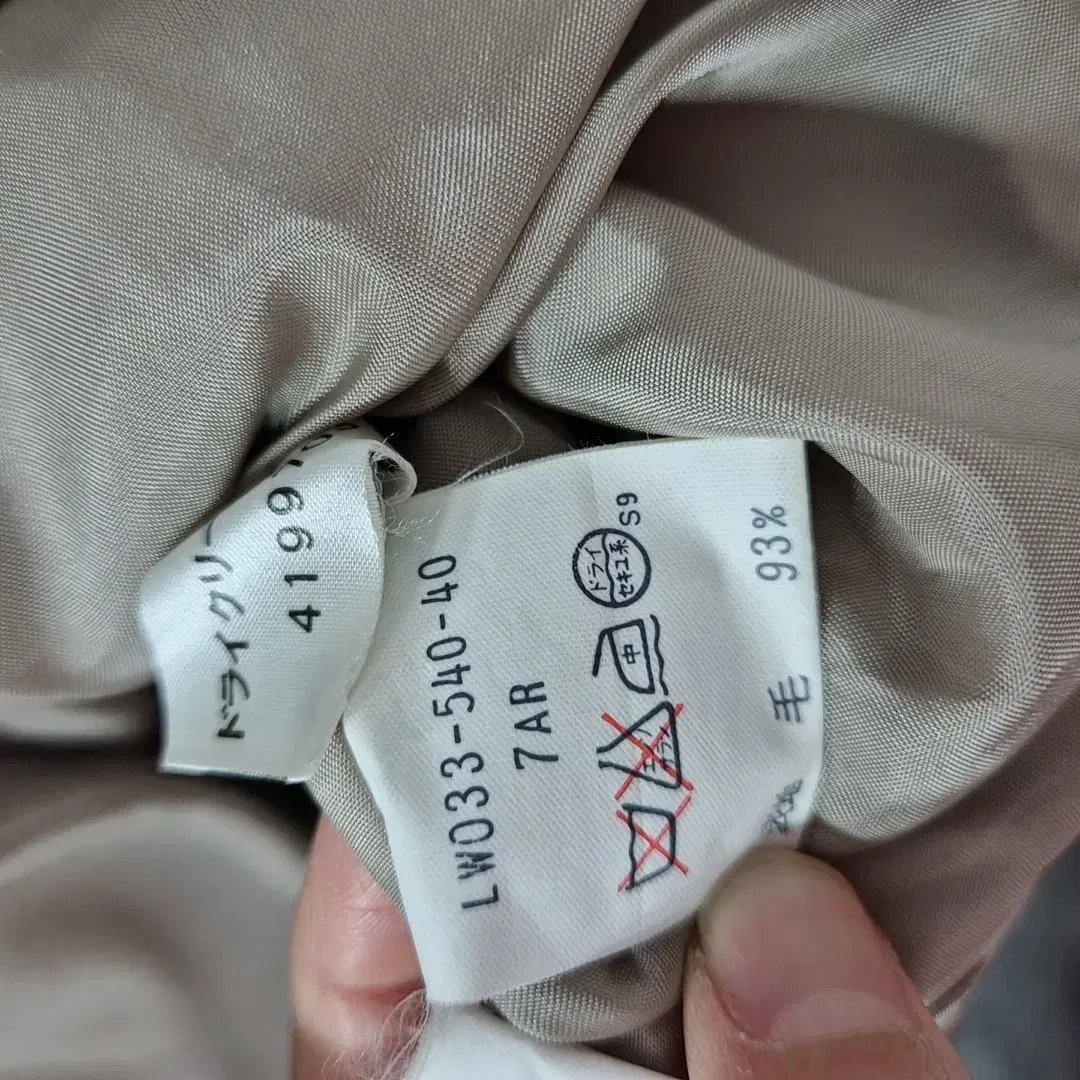 ドライクリー
4199
LW033-540-40
7AR
中
ドライ
セキユ系
S9
毛 93%